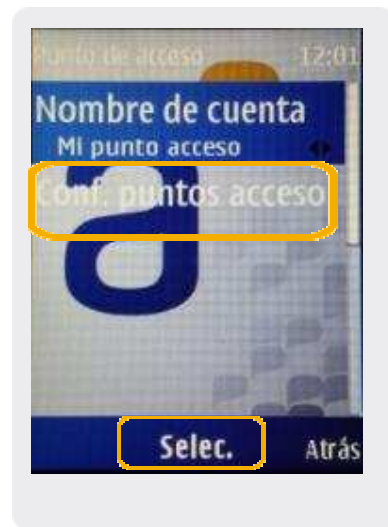 Punto de acceso 12:01
Nombre de cuenta
Mi punto acceso
Conf. puntos acceso
a
Selec. Atrás